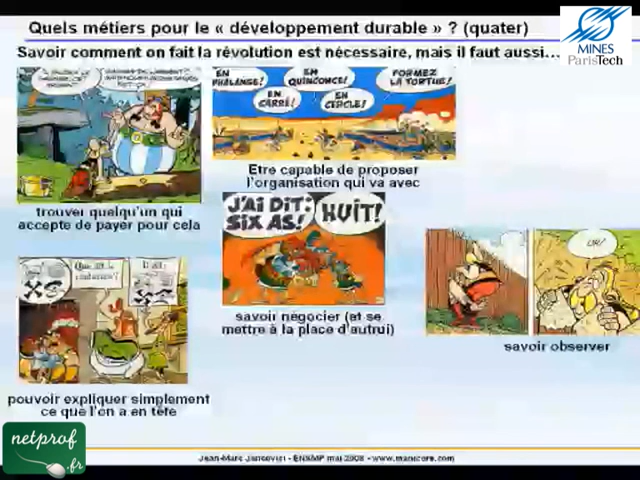 Quels métiers pour le « développement durable » ? (quater)
Savoir comment on fait la révolution est nécessaire, mais il faut aussi...
MINES
ParisTech
EN PHALANGE!
EN QUINCONCE!
FORMEZ LA TORTUE!
EN CARRÉ!
EN CERCLE!
Etre capable de proposer
l'organisation qui va avec
trouver quelqu'un qui
accepte de payer pour cela
J'AI DIT:
SIX AS!
HUIT!
savoir négocier (et se
mettre à la place d'autrui)
savoir observer
pouvoir expliquer simplement
ce que l'on a en tête
netprof
.fr
Jean-Marc Jancovici - ENSMP mai 2008 - www.manicore.com